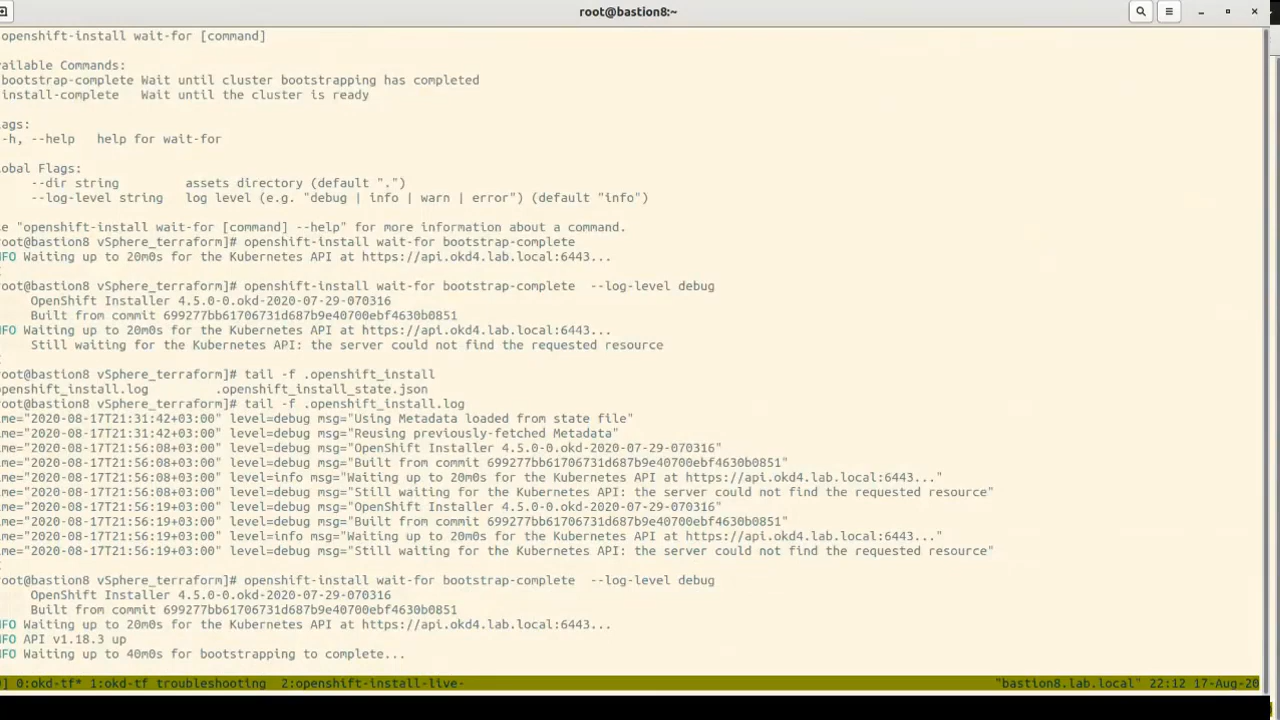 root@bastion8:~
openshift-install wait-for [command]
vailable Commands:
bootstrap-complete Wait until cluster bootstrapping has completed
install-complete   Wait until the cluster is ready
ags:
-h, --help   help for wait-for
obal Flags:
--dir string         assets directory (default ".")
--log-level string   log level (e.g. "debug | info | warn | error") (default "info")
e "openshift-install wait-for [command] --help" for more information about a command.
root@bastion8 vSphere_terraform]# openshift-install wait-for bootstrap-complete
NFO Waiting up to 20m0s for the Kubernetes API at https://api.okd4.lab.local:6443...
root@bastion8 vSphere_terraform]# openshift-install wait-for bootstrap-complete  --log-level debug
OpenShift Installer 4.5.0-0.okd-2020-07-29-070316
Built from commit 699277bb61706731d687b9e40700ebf4630b0851
NFO Waiting up to 20m0s for the Kubernetes API at https://api.okd4.lab.local:6443...
Still waiting for the Kubernetes API: the server could not find the requested resource
root@bastion8 vSphere_terraform]# tail -f .openshift_install
openshift_install.log         .openshift_install_state.json
root@bastion8 vSphere_terraform]# tail -f .openshift_install.log
ime="2020-08-17T21:31:42+03:00" level=debug msg="Using Metadata loaded from state file"
ime="2020-08-17T21:31:42+03:00" level=debug msg="Reusing previously-fetched Metadata"
ime="2020-08-17T21:56:08+03:00" level=debug msg="OpenShift Installer 4.5.0-0.okd-2020-07-29-070316"
ime="2020-08-17T21:56:08+03:00" level=debug msg="Built from commit 699277bb61706731d687b9e40700ebf4630b0851"
ime="2020-08-17T21:56:08+03:00" level=info msg="Waiting up to 20m0s for the Kubernetes API at https://api.okd4.lab.local:6443..."
ime="2020-08-17T21:56:08+03:00" level=debug msg="Still waiting for the Kubernetes API: the server could not find the requested resource"
ime="2020-08-17T21:56:19+03:00" level=debug msg="OpenShift Installer 4.5.0-0.okd-2020-07-29-070316"
ime="2020-08-17T21:56:19+03:00" level=debug msg="Built from commit 699277bb61706731d687b9e40700ebf4630b0851"
ime="2020-08-17T21:56:19+03:00" level=info msg="Waiting up to 20m0s for the Kubernetes API at https://api.okd4.lab.local:6443..."
ime="2020-08-17T21:56:19+03:00" level=debug msg="Still waiting for the Kubernetes API: the server could not find the requested resource"
root@bastion8 vSphere_terraform]# openshift-install wait-for bootstrap-complete  --log-level debug
OpenShift Installer 4.5.0-0.okd-2020-07-29-070316
Built from commit 699277bb61706731d687b9e40700ebf4630b0851
NFO Waiting up to 20m0s for the Kubernetes API at https://api.okd4.lab.local:6443...
NFO API v1.18.3 up
NFO Waiting up to 40m0s for bootstrapping to complete...
] 0:okd-tf* 1:okd-tf troubleshooting  2:openshift-install-live- "bastion8.lab.local" 22:12 17-Aug-20